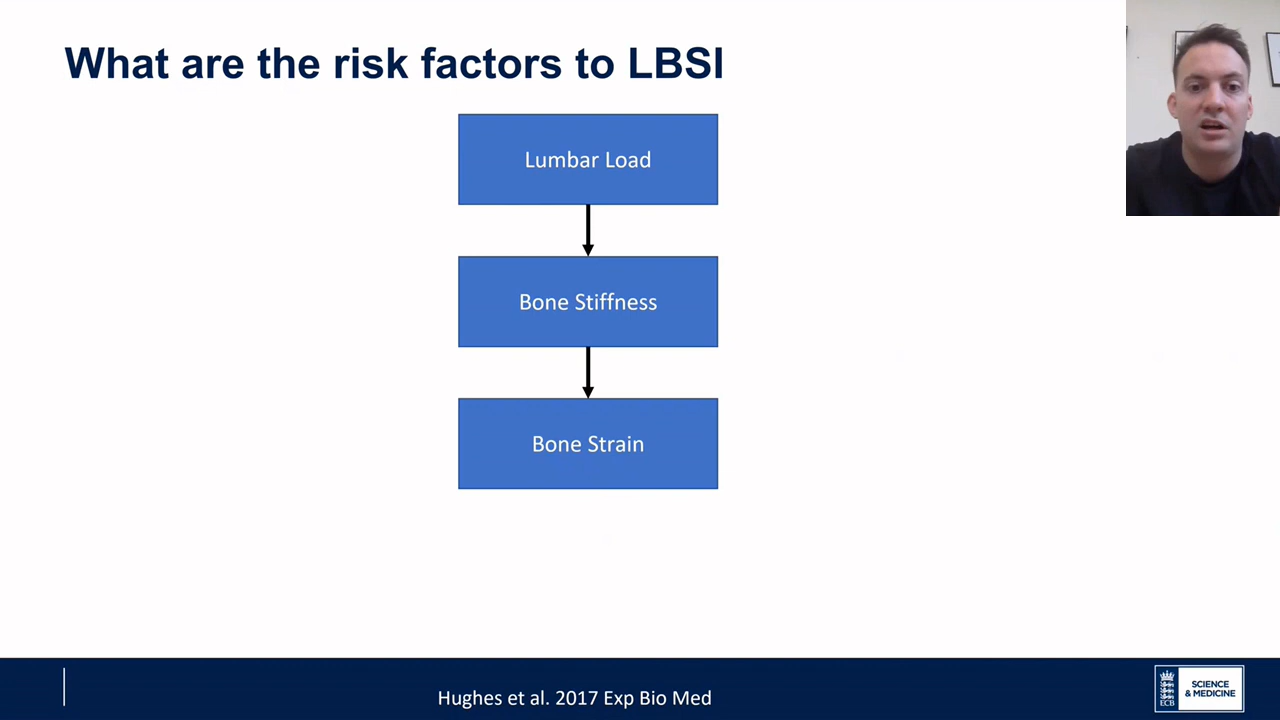 What are the risk factors to LBSI
Lumbar Load
Bone Stiffness
Bone Strain
Hughes et al. 2017 Exp Bio Med
ECB
SCIENCE
& MEDICINE